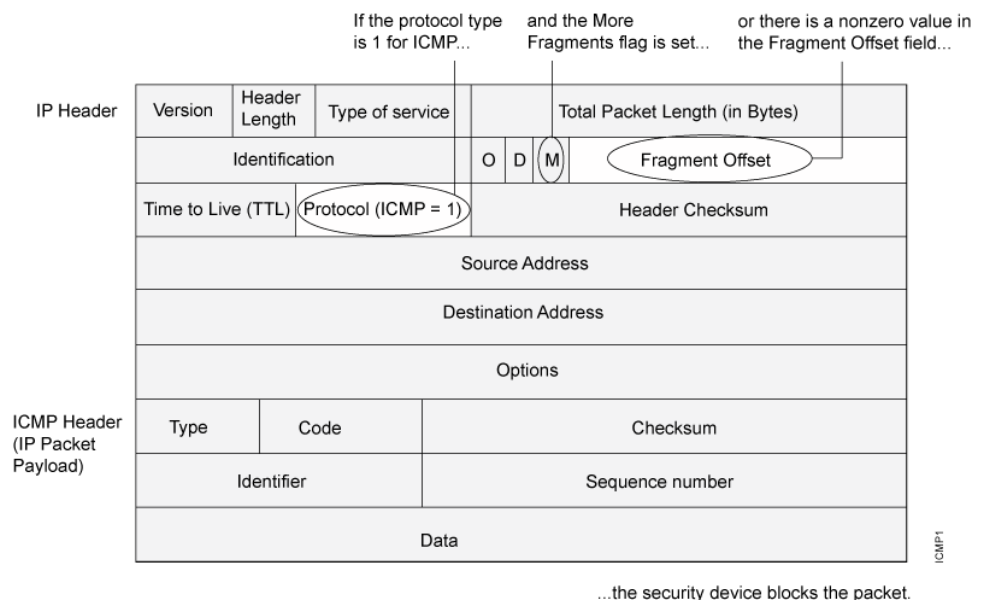 If the protocol type
is 1 for ICMP...
and the More
Fragments flag is set...
or there is a nonzero value in
the Fragment Offset field...
IP Header
Version
Header
Length
Type of service
Total Packet Length (in Bytes)
Identification
O
D
M
Fragment Offset
Time to Live (TTL)
Protocol (ICMP = 1)
Header Checksum
Source Address
Destination Address
Options
ICMP Header
(IP Packet
Payload)
Type
Code
Checksum
Identifier
Sequence number
Data
ICMP1
...the security device blocks the packet.